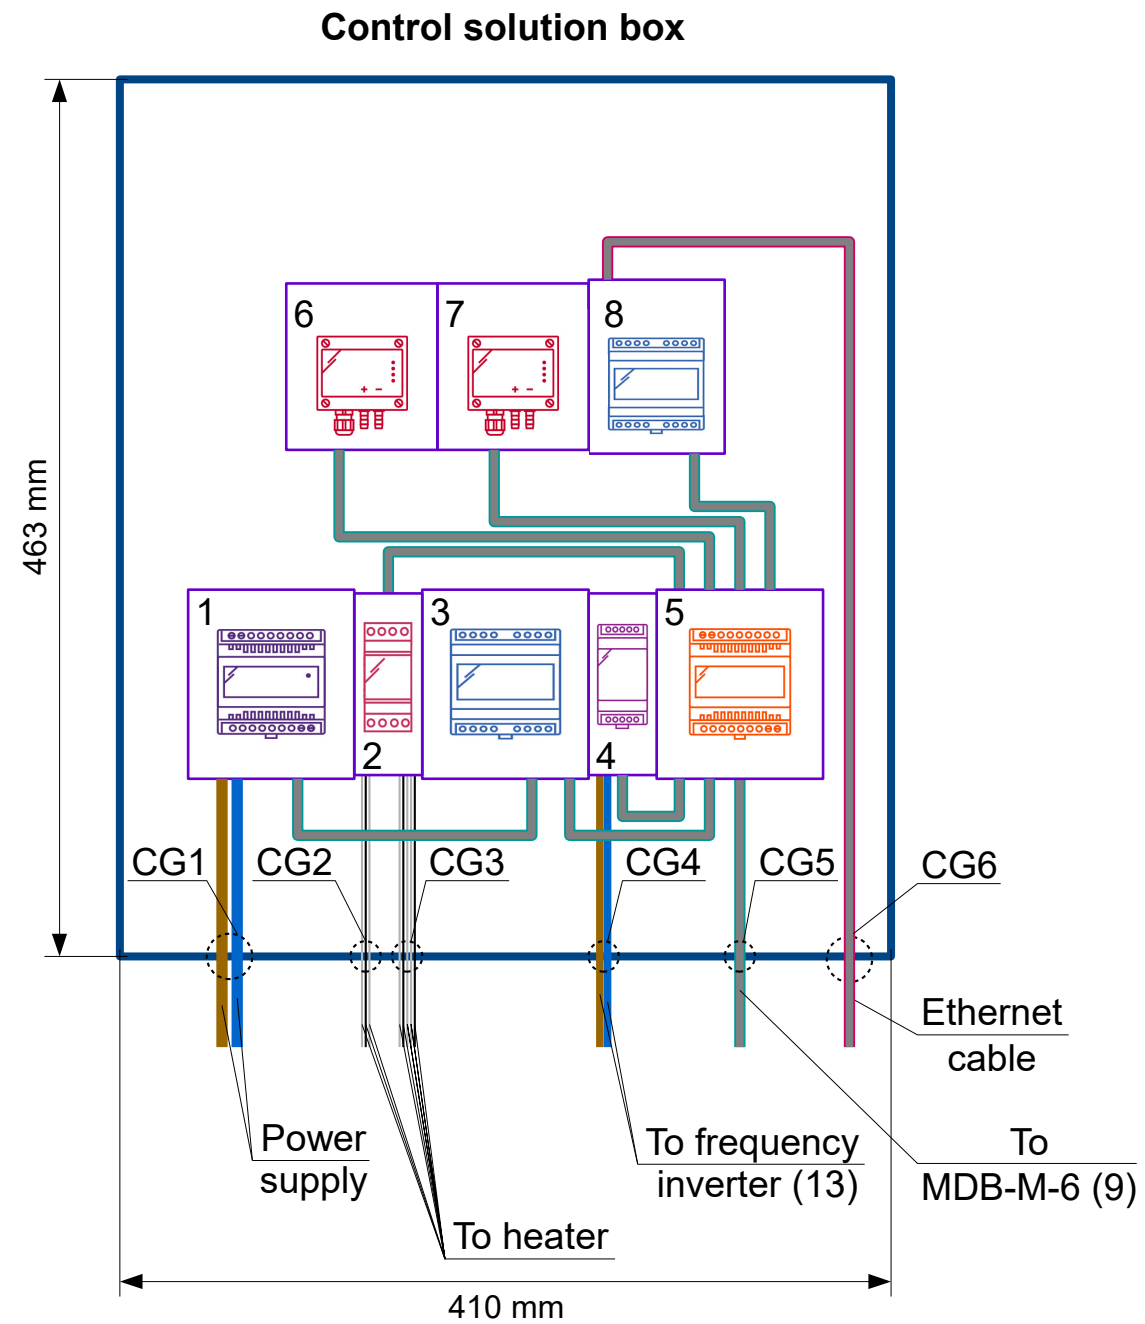 Control solution box
463 mm
6
7
8
1
2
3
4
5
CG1
CG2
CG3
CG4
CG5
CG6
Ethernet
cable
Power
supply
To frequency
inverter (13)
To
MDB-M-6 (9)
To heater
410 mm